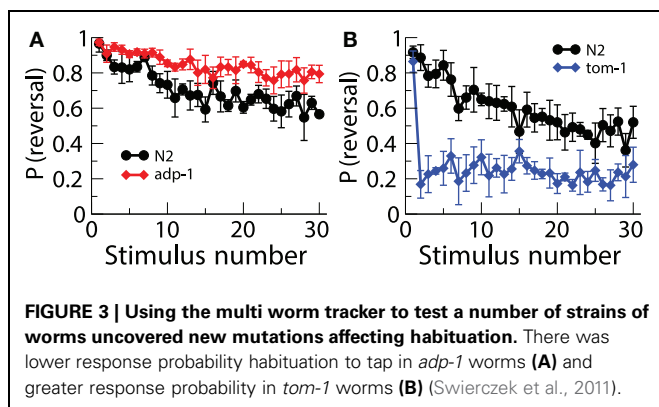 A
B
1
0.8
0.6
0.4
0.2
0
P (reversal)
N2
adp-1
0
10
20
30
Stimulus number
1
0.8
0.6
0.4
0.2
0
P (reversal)
N2
tom-1
0
10
20
30
Stimulus number
FIGURE 3 | Using the multi worm tracker to test a number of strains of
worms uncovered new mutations affecting habituation. There was
lower response probability habituation to tap in adp-1 worms (A) and
greater response probability in tom-1 worms (B) (Swierczek et al., 2011).